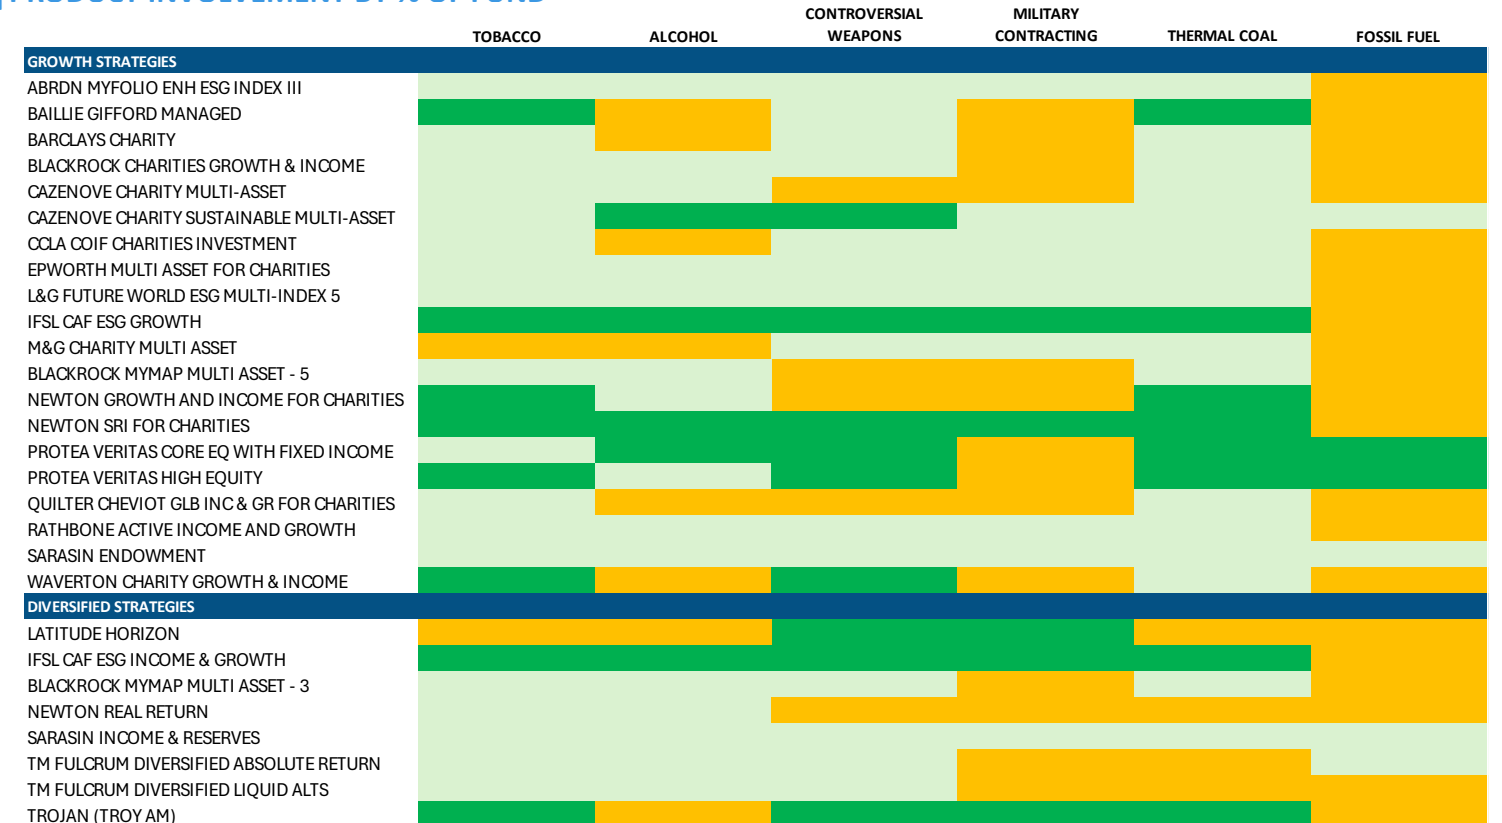 PRODUCT INVOLVEMENT BY % OF FUND
TOBACCO ALCOHOL CONTROVERSIAL WEAPONS MILITARY CONTRACTING THERMAL COAL FOSSIL FUEL
GROWTH STRATEGIES
ABRDN MYFOLIO ENH ESG INDEX III
BAILLIE GIFFORD MANAGED
BARCLAYS CHARITY
BLACKROCK CHARITIES GROWTH & INCOME
CAZENOVE CHARITY MULTI-ASSET
CAZENOVE CHARITY SUSTAINABLE MULTI-ASSET
CCLA COIF CHARITIES INVESTMENT
EPWORTH MULTI ASSET FOR CHARITIES
L&G FUTURE WORLD ESG MULTI-INDEX 5
IFSL CAF ESG GROWTH
M&G CHARITY MULTI ASSET
BLACKROCK MYMAP MULTI ASSET - 5
NEWTON GROWTH AND INCOME FOR CHARITIES
NEWTON SRI FOR CHARITIES
PROTEA VERITAS CORE EQ WITH FIXED INCOME
PROTEA VERITAS HIGH EQUITY
QUILTER CHEVIOT GLB INC & GR FOR CHARITIES
RATHBONE ACTIVE INCOME AND GROWTH
SARASIN ENDOWMENT
WAVERTON CHARITY GROWTH & INCOME
DIVERSIFIED STRATEGIES
LATITUDE HORIZON
IFSL CAF ESG INCOME & GROWTH
BLACKROCK MYMAP MULTI ASSET - 3
NEWTON REAL RETURN
SARASIN INCOME & RESERVES
TM FULCRUM DIVERSIFIED ABSOLUTE RETURN
TM FULCRUM DIVERSIFIED LIQUID ALTS
TROJAN (TROY AM)